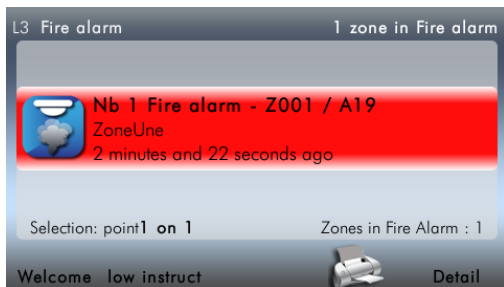 L3 Fire alarm 1 zone in Fire alarm
Nb 1 Fire alarm - Z001 / A19
ZoneUne
2 minutes and 22 seconds ago
Selection: point1 on 1 Zones in Fire Alarm : 1
Welcome low instruct Detail